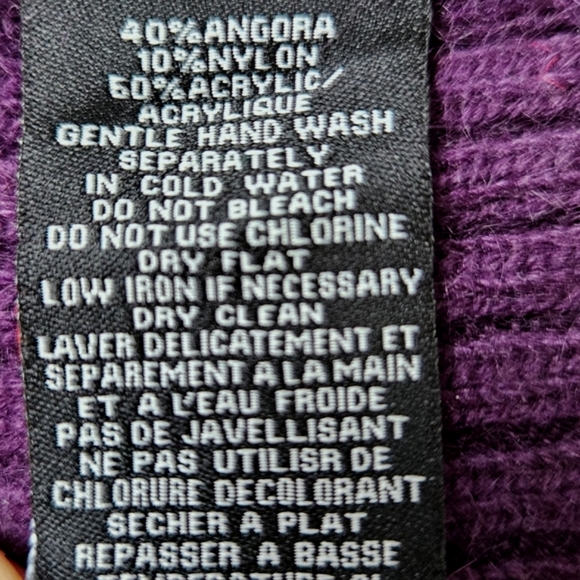 40%ANGORA
10%NYLON
50%ACRYLIC/
ACRYLIQUE
GENTLE HAND WASH
SEPARATELY
IN COLD WATER
DO NOT BLEACH
DO NOT USE CHLORINE
DRY FLAT
LOW IRON IF NECESSARY
DRY CLEAN
LAVER DELICATEMENT ET
SEPAREMENT A LA MAIN
ET A L'EAU FROIDE
PAS DE JAVELLISANT
NE PAS UTILISR DE
CHLORURE DECOLORANT
SECHER A PLAT
REPASSER A BASSE
TEMPERATURE